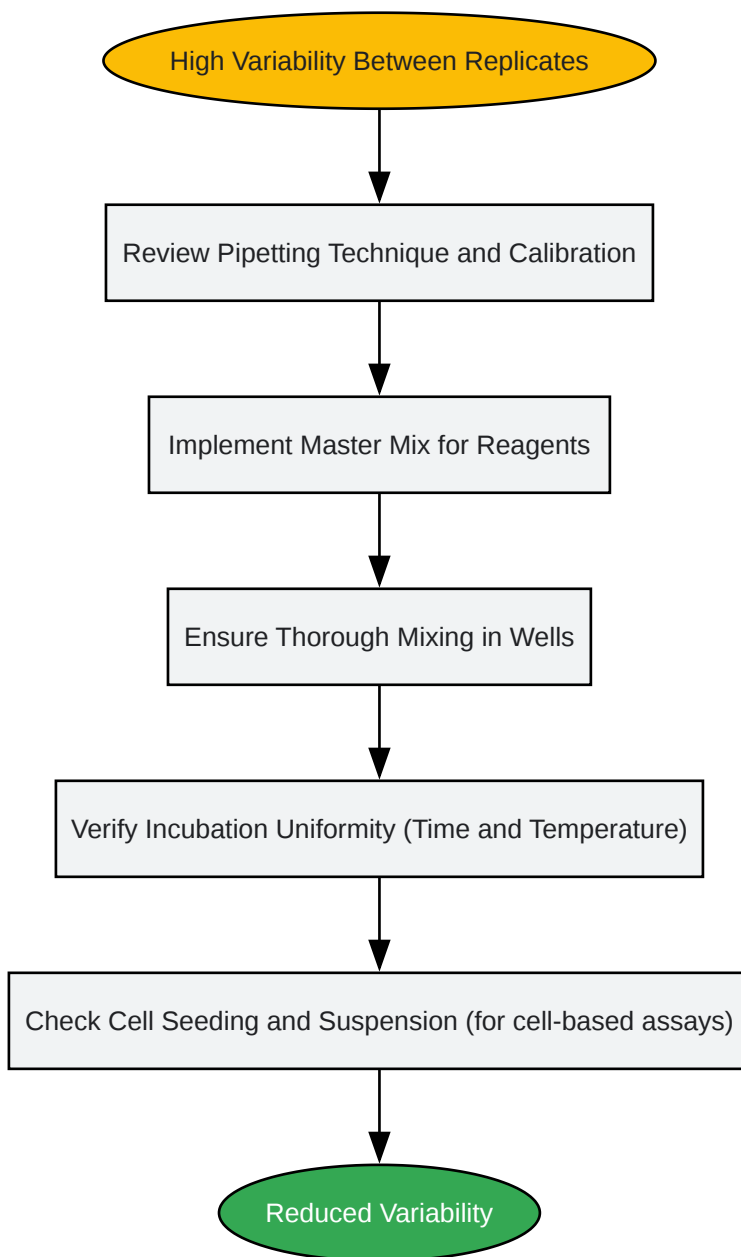 High Variability Between Replicates
Review Pipetting Technique and Calibration
Implement Master Mix for Reagents
Ensure Thorough Mixing in Wells
Verify Incubation Uniformity (Time and Temperature)
Check Cell Seeding and Suspension (for cell-based assays)
Reduced Variability